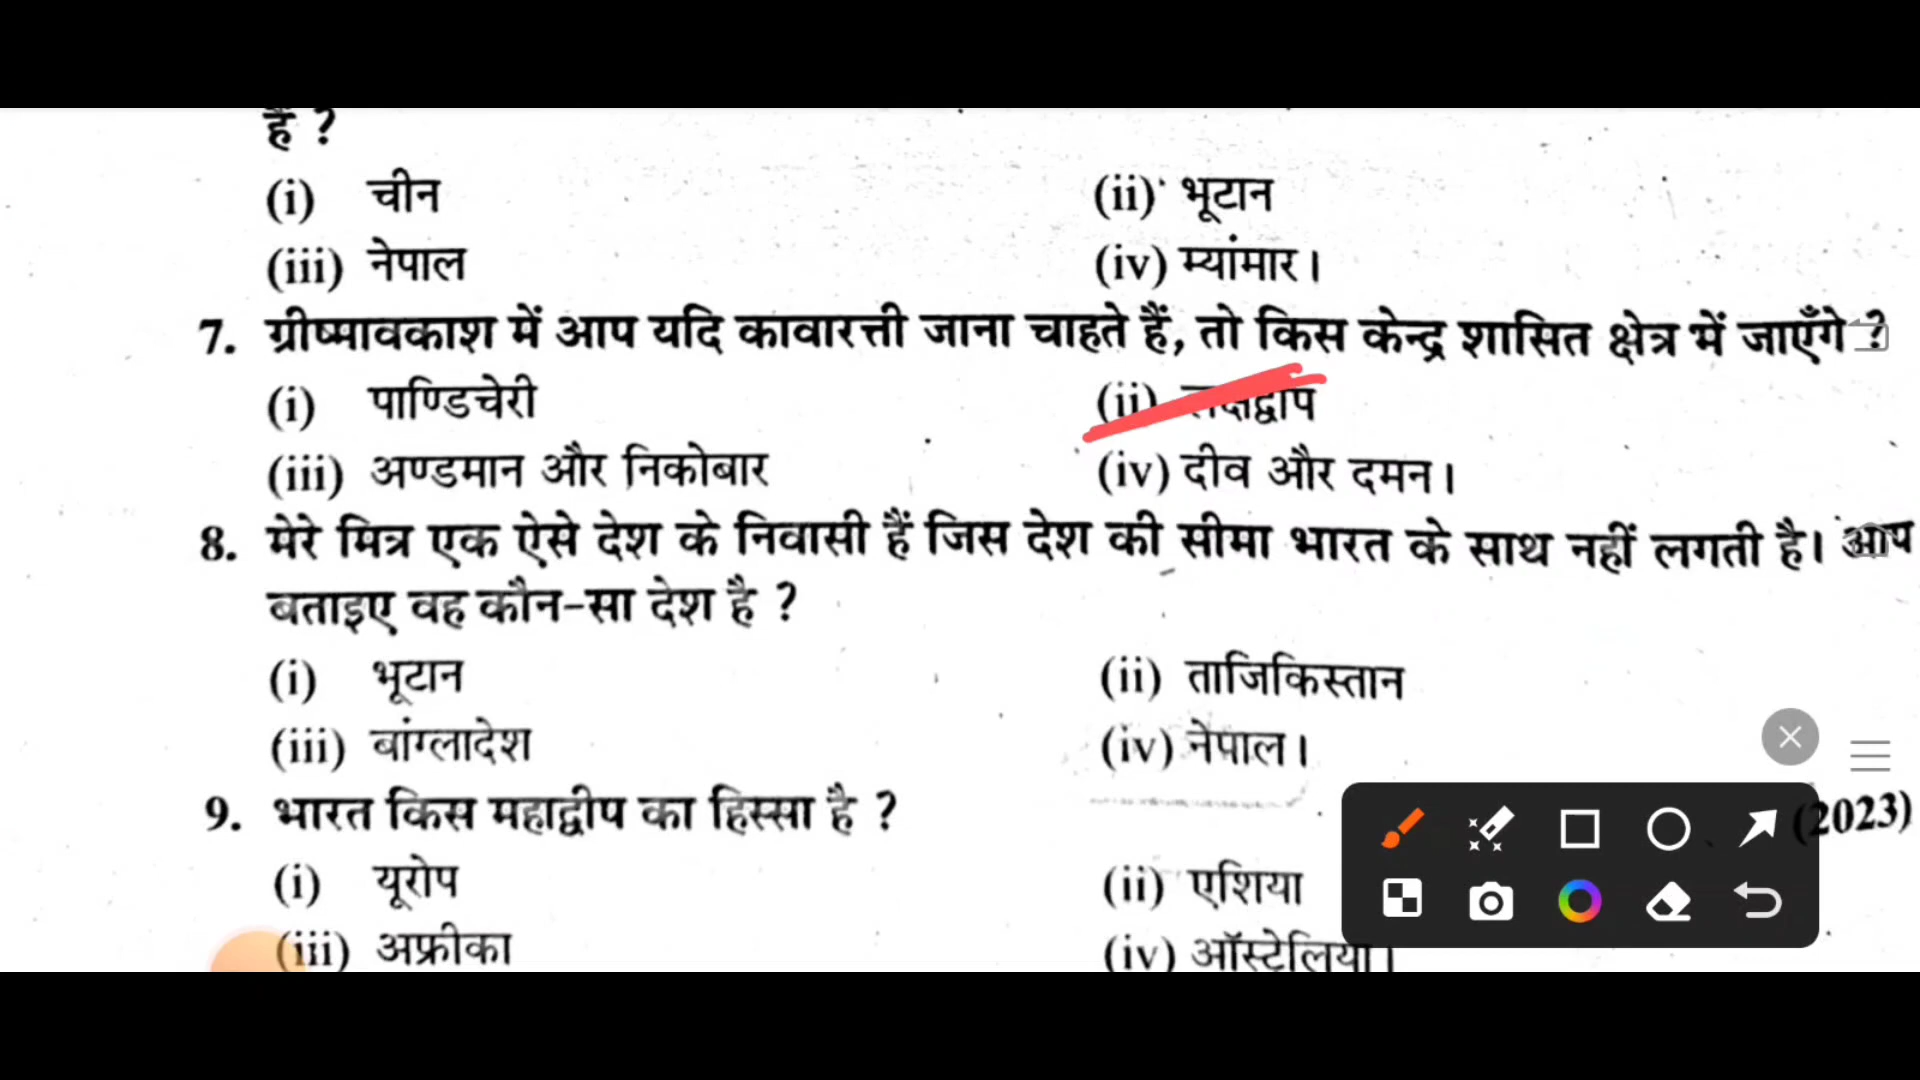 है ?
(i) चीन (ii) भूटान
(iii) नेपाल (iv) म्यांमार।
7. ग्रीष्मावकाश में आप यदि कावारत्ती जाना चाहते हैं, तो किस केन्द्र शासित क्षेत्र में जाएँगे ?
(i) पाण्डिचेरी (ii) लक्षद्वीप
(iii) अण्डमान और निकोबार (iv) दीव और दमन।
8. मेरे मित्र एक ऐसे देश के निवासी हैं जिस देश की सीमा भारत के साथ नहीं लगती है। आप
बताइए वह कौन-सा देश है ?
(i) भूटान (ii) ताजिकिस्तान
(iii) बांग्लादेश (iv) नेपाल।
9. भारत किस महाद्वीप का हिस्सा है ? (2023)
(i) यूरोप (ii) एशिया
(iii) अफ्रीका (iv) ऑस्टेलिया।